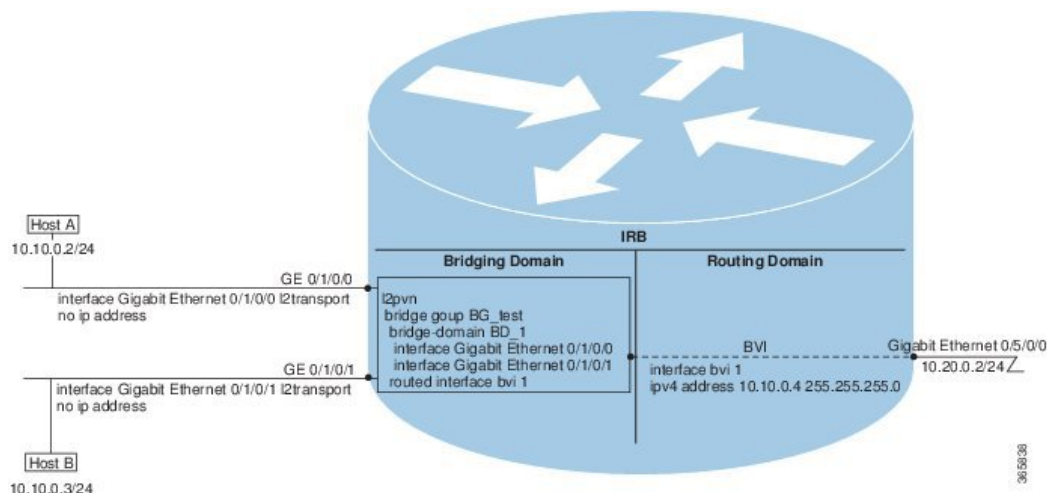 IRB
Bridging Domain
Routing Domain
Host A
10.10.0.2/24
GE 0/1/0/0
interface Gigabit Ethernet 0/1/0/0 l2transport
no ip address
GE 0/1/0/1
interface Gigabit Ethernet 0/1/0/1 l2transport
no ip address
Host B
10.10.0.3/24
l2pvn
bridge goup BG_test
bridge-domain BD_1
interface Gigabit Ethernet 0/1/0/0
interface Gigabit Ethernet 0/1/0/1
routed interface bvi 1
BVI
interface bvi 1
ipv4 address 10.10.0.4 255.255.255.0
Gigabit Ethernet 0/5/0/0
10.20.0.2/24
365838